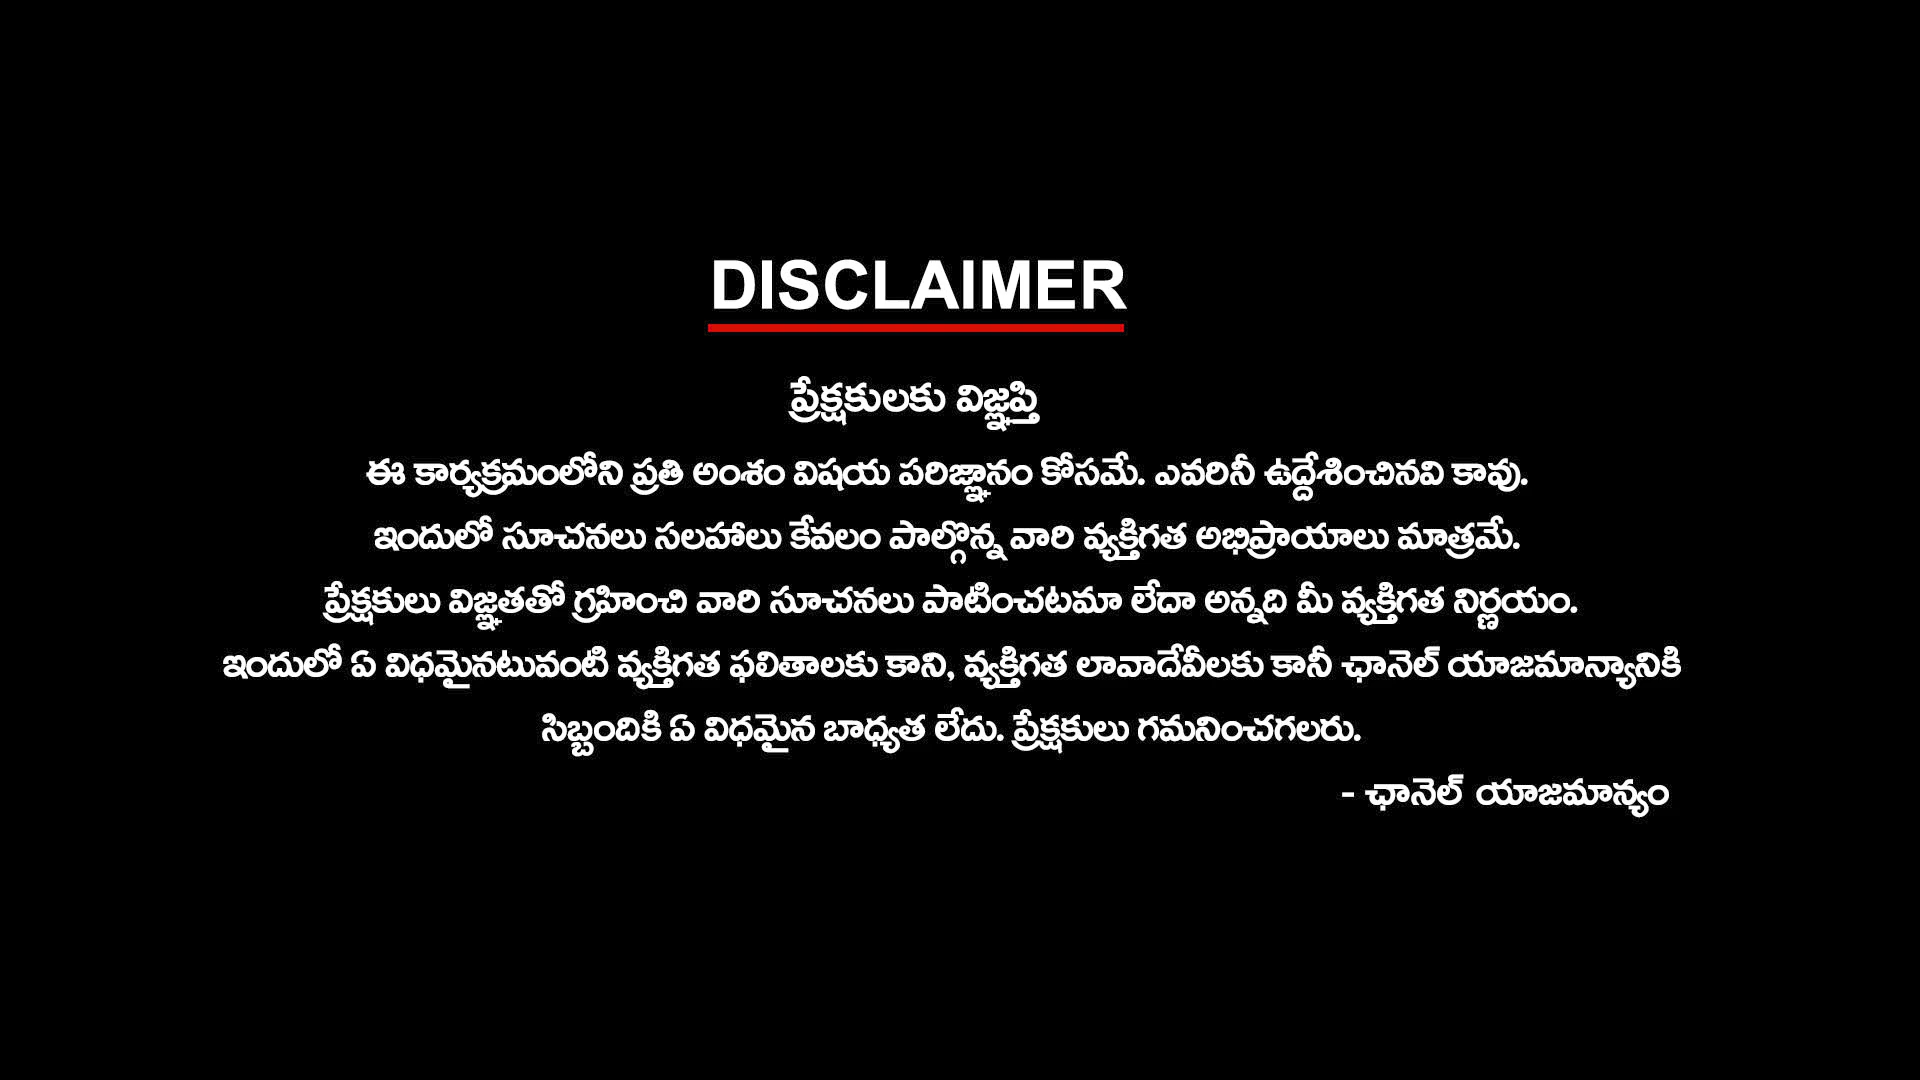 DISCLAIMER
ప్రేక్షకులకు విజ్ఞప్తి
ఈ కార్యక్రమంలోని ప్రతి అంశం విషయ పరిజ్ఞానం కోసమే. ఎవరినీ ఉద్దేశించినవి కావు.
ఇందులో సూచనలు సలహాలు కేవలం పాల్గొన్న వారి వ్యక్తిగత అభిప్రాయాలు మాత్రమే.
ప్రేక్షకులు విజ్ఞతతో గ్రహించి వారి సూచనలు పాటించటమా లేదా అన్నది మీ వ్యక్తిగత నిర్ణయం.
ఇందులో ఏ విధమైనటువంటి వ్యక్తిగత ఫలితాలకు కాని, వ్యక్తిగత లావాదేవీలకు కానీ ఛానెల్ యాజమాన్యానికి
సిబ్బందికి ఏ విధమైన బాధ్యత లేదు. ప్రేక్షకులు గమనించగలరు.
- ఛానెల్ యాజమాన్యం